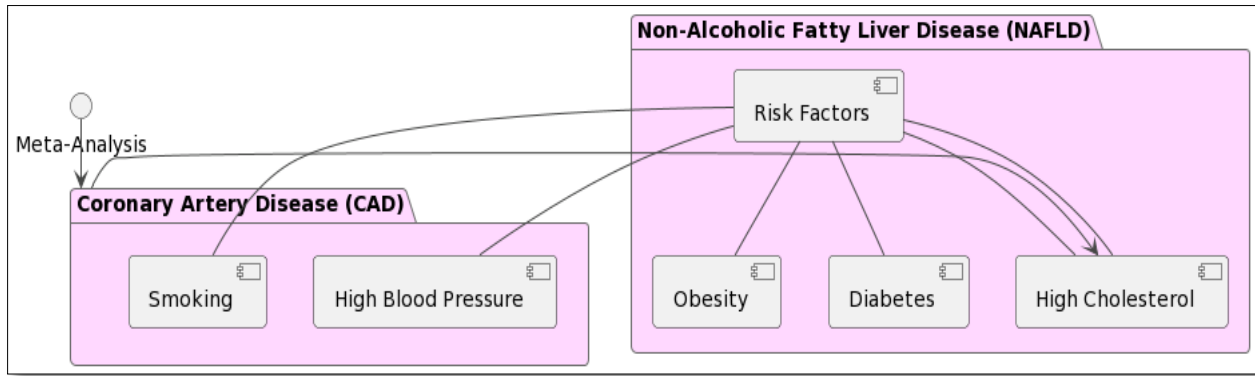 Non-Alcoholic Fatty Liver Disease (NAFLD)
Risk Factors
Meta-Analysis
Coronary Artery Disease (CAD)
Smoking
High Blood Pressure
Obesity
Diabetes
High Cholesterol